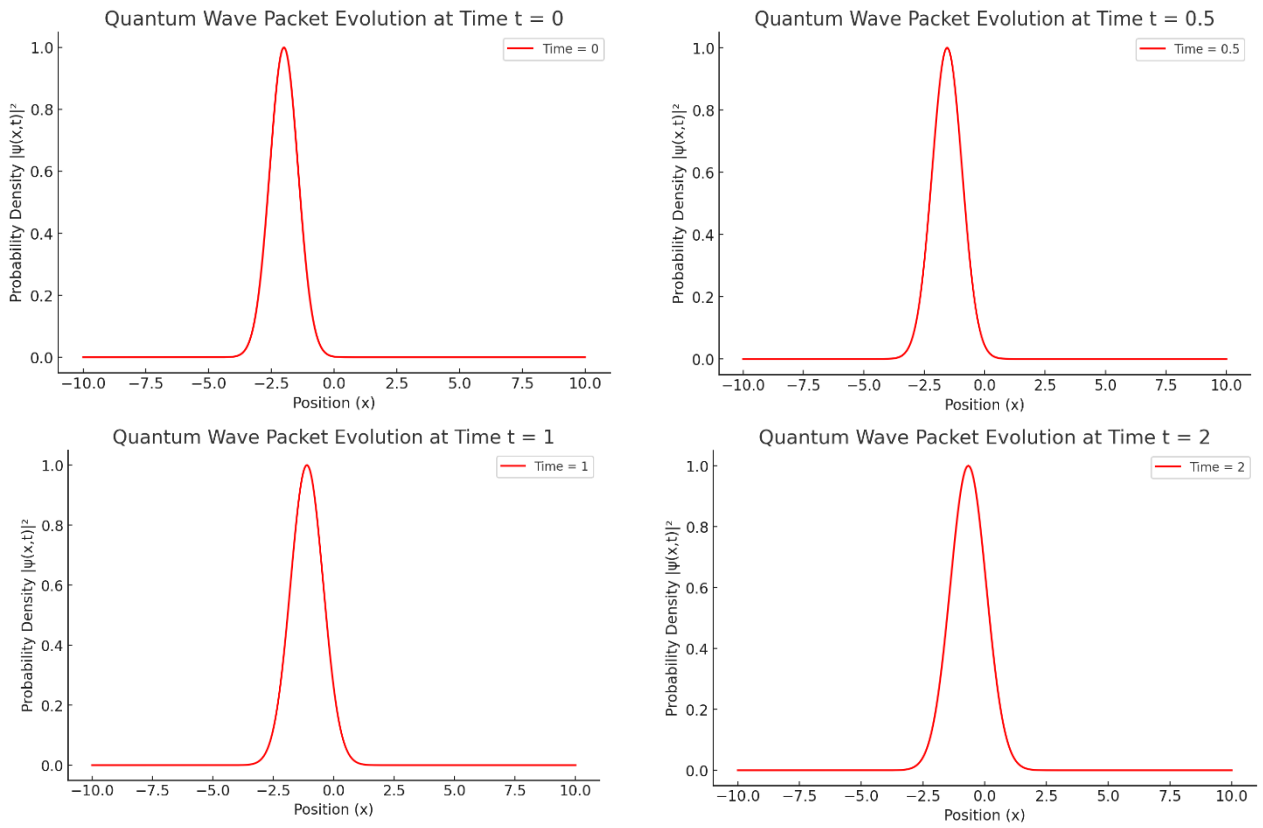 Quantum Wave Packet Evolution at Time t = 0
Time = 0
1.0
0.8
0.6
0.4
0.2
0.0
Probability Density |ψ(x,t)|²
−10.0 −7.5 −5.0 −2.5 0.0 2.5 5.0 7.5 10.0
Position (x)
Quantum Wave Packet Evolution at Time t = 0.5
Time = 0.5
1.0
0.8
0.6
0.4
0.2
0.0
Probability Density |ψ(x,t)|²
−10.0 −7.5 −5.0 −2.5 0.0 2.5 5.0 7.5 10.0
Position (x)
Quantum Wave Packet Evolution at Time t = 1
Time = 1
1.0
0.8
0.6
0.4
0.2
0.0
Probability Density |ψ(x,t)|²
−10.0 −7.5 −5.0 −2.5 0.0 2.5 5.0 7.5 10.0
Position (x)
Quantum Wave Packet Evolution at Time t = 2
Time = 2
1.0
0.8
0.6
0.4
0.2
0.0
Probability Density |ψ(x,t)|²
−10.0 −7.5 −5.0 −2.5 0.0 2.5 5.0 7.5 10.0
Position (x)